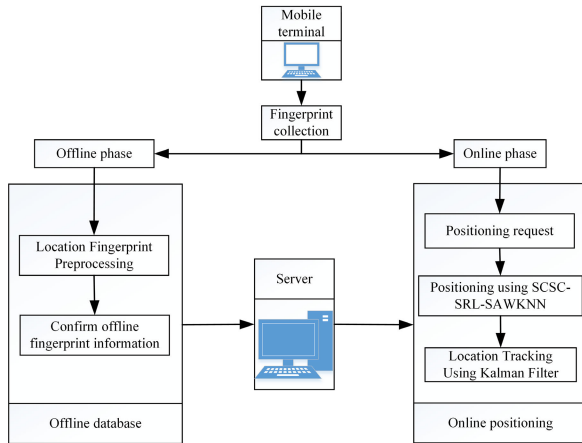 Mobile
terminal
Fingerprint
collection
Offline phase
Online phase
Location Fingerprint
Preprocessing
Confirm offline
fingerprint information
Offline database
Server
Positioning request
Positioning using SCSC-
SRL-SAWKNN
Location Tracking
Using Kalman Filter
Online positioning